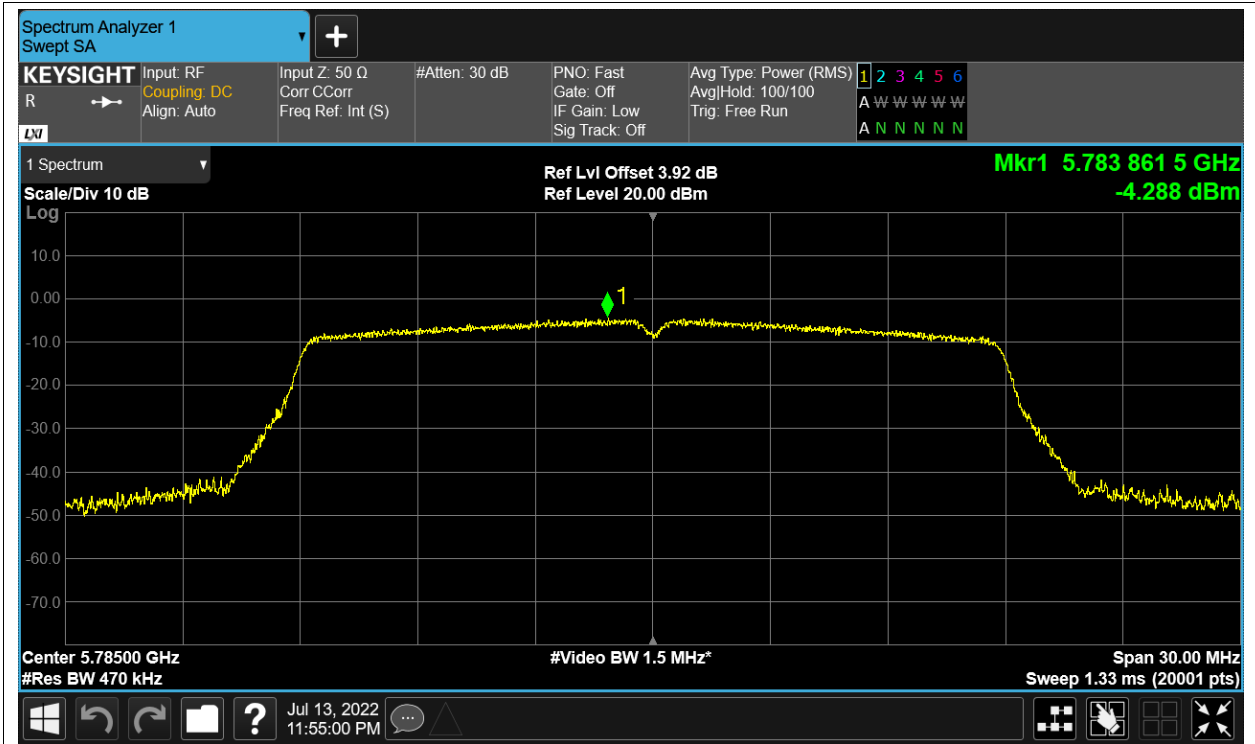 Spectrum Analyzer 1
Swept SA
KEYSIGHT
R
LXI
Input: RF
Coupling: DC
Align: Auto
Input Z: 50 Ω
Corr CCorr
Freq Ref: Int (S)
#Atten: 30 dB
PNO: Fast
Gate: Off
IF Gain: Low
Sig Track: Off
Avg Type: Power (RMS)
Avg|Hold: 100/100
Trig: Free Run
1 2 3 4 5 6
A W W W W W
A N N N N N
1 Spectrum
Scale/Div 10 dB
Log
Ref Lvl Offset 3.92 dB
Ref Level 20.00 dBm
Mkr1 5.783 861 5 GHz
-4.288 dBm
10.0
0.00
1
-10.0
-20.0
-30.0
-40.0
-50.0
-60.0
-70.0
Center 5.78500 GHz
#Res BW 470 kHz
#Video BW 1.5 MHz*
Span 30.00 MHz
Sweep 1.33 ms (20001 pts)
?
Jul 13, 2022
11:55:00 PM